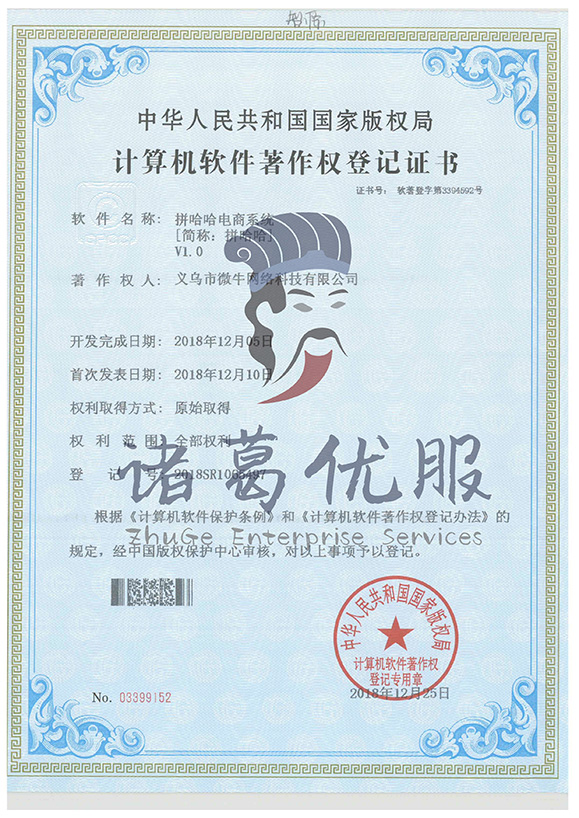 中华人民共和国国家版权局
计算机软件著作权登记证书
证书号： 软著登字第3394692号
软件名称： 拼哈哈电商系统
[简称：拼哈哈]
V1.0
著作权人： 义乌市微牛网络科技有限公司
开发完成日期： 2018年12月05日
首次发表日期： 2018年12月10日
权利取得方式： 原始取得
权利范围： 全部权利
登记号： 2018SR1065497
诸葛优服
ZhuGe Enterprise Services
根据《计算机软件保护条例》和《计算机软件著作权登记办法》的
规定，经中国版权保护中心审核，对以上事项予以登记。
中华人民共和国国家版权局
计算机软件著作权
登记专用章
2018年12月25日
No. 03399152